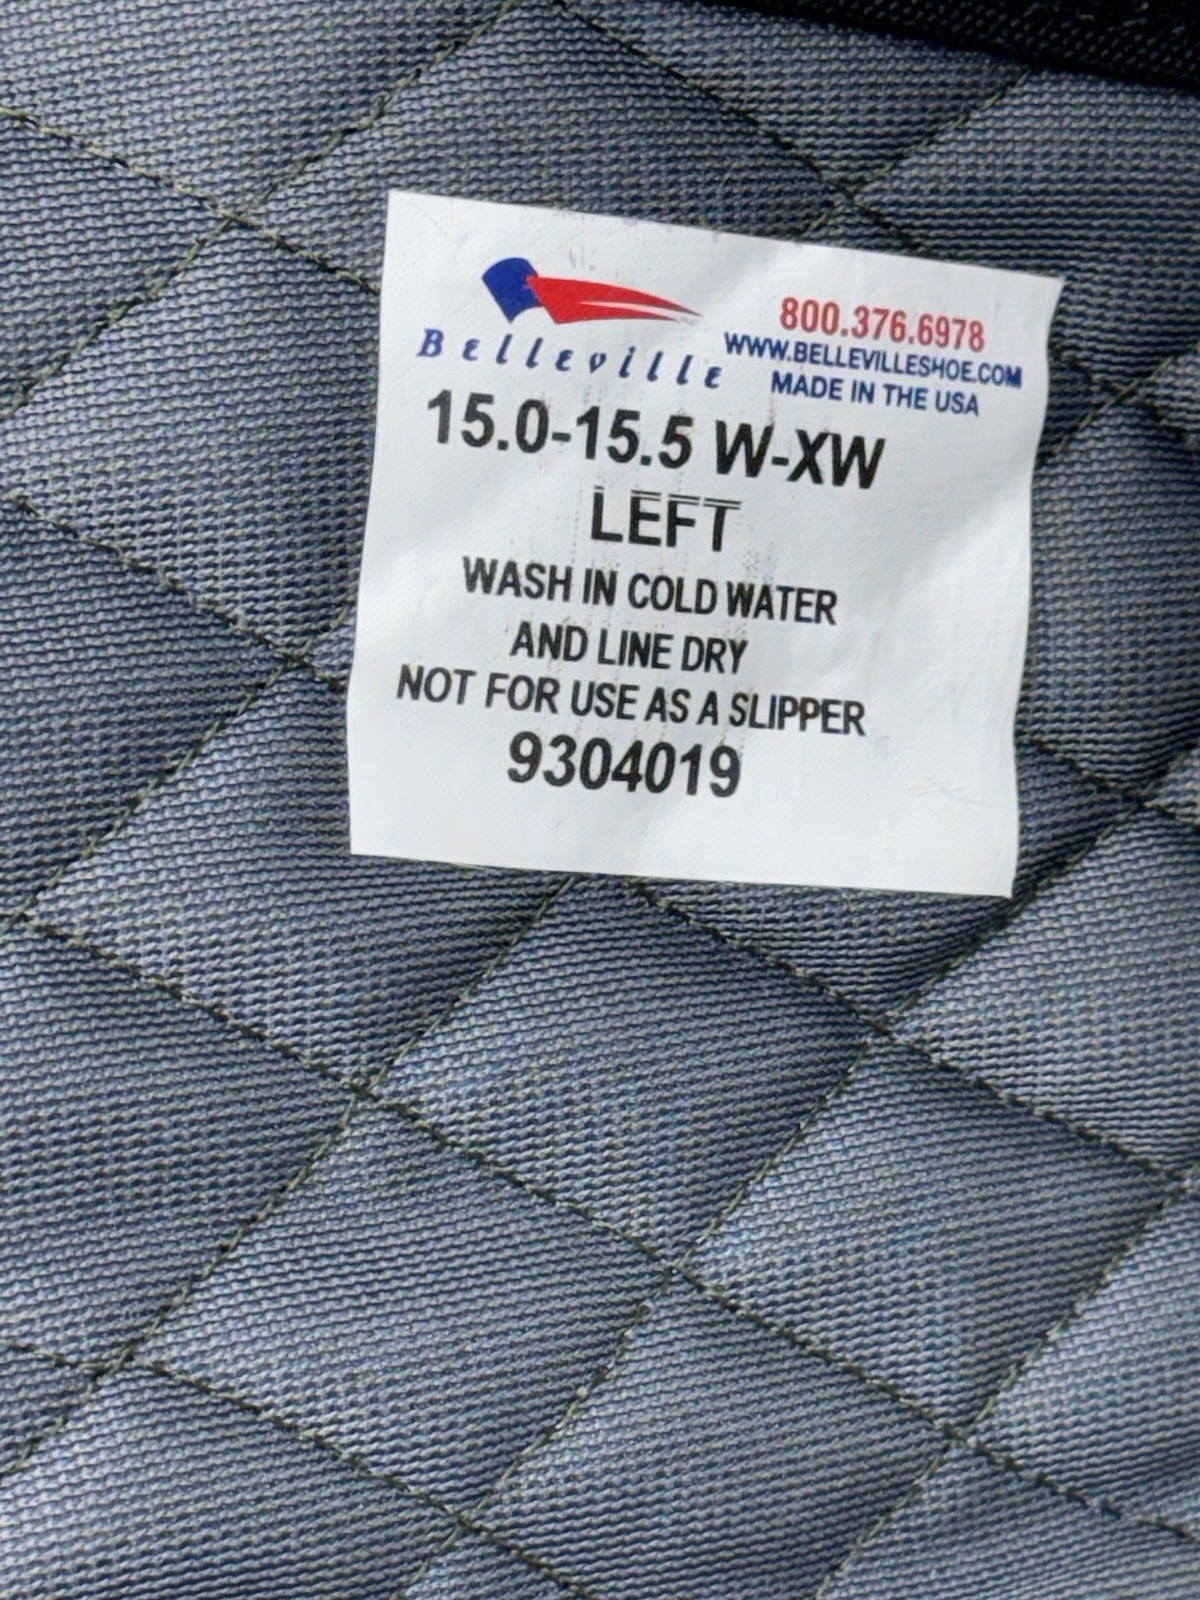 Belleville
800.376.6978
WWW.BELLEVILLESHOE.COM
MADE IN THE USA
15.0-15.5 W-XW
LEFT
WASH IN COLD WATER
AND LINE DRY
NOT FOR USE AS A SLIPPER
9304019